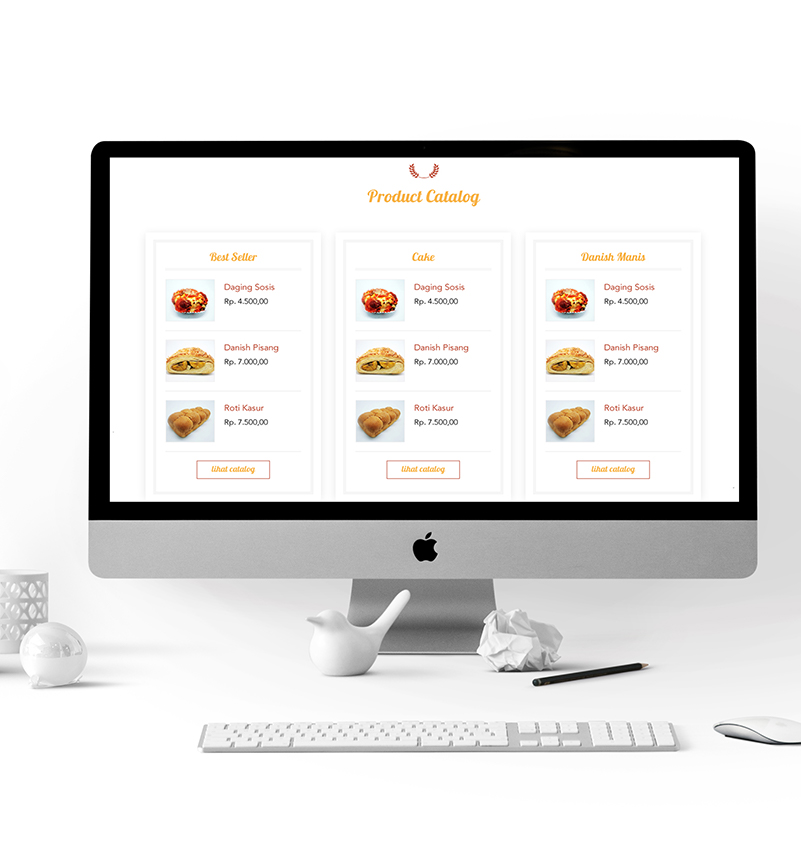 Product Catalog
Best Seller
Daging Sosis
Rp. 4.500,00
Danish Pisang
Rp. 7.000,00
Roti Kasur
Rp. 7.500,00
lihat catalog
Cake
Daging Sosis
Rp. 4.500,00
Danish Pisang
Rp. 7.000,00
Roti Kasur
Rp. 7.500,00
lihat catalog
Danish Manis
Daging Sosis
Rp. 4.500,00
Danish Pisang
Rp. 7.000,00
Roti Kasur
Rp. 7.500,00
lihat catalog